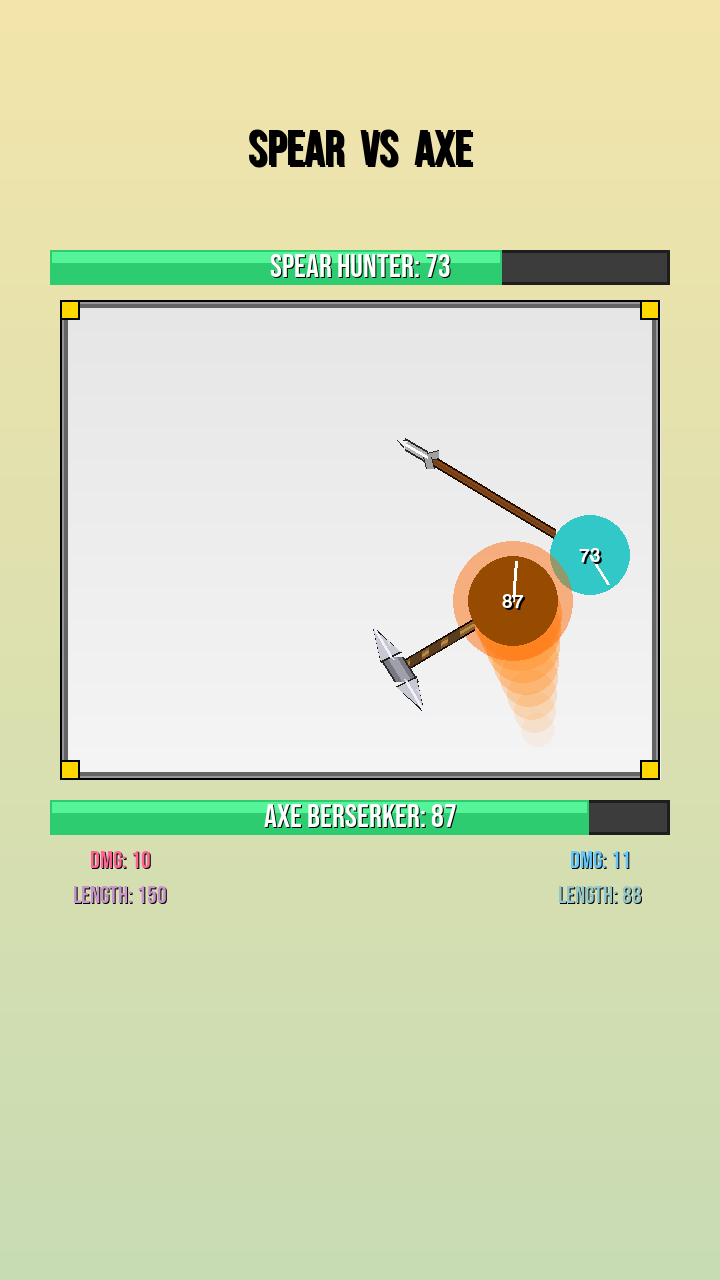 SPEAR VS AXE
SPEAR HUNTER: 73
73
87
AXE BERSERKER: 87
DMG: 10
DMG: 11
LENGTH: 150
LENGTH: 88